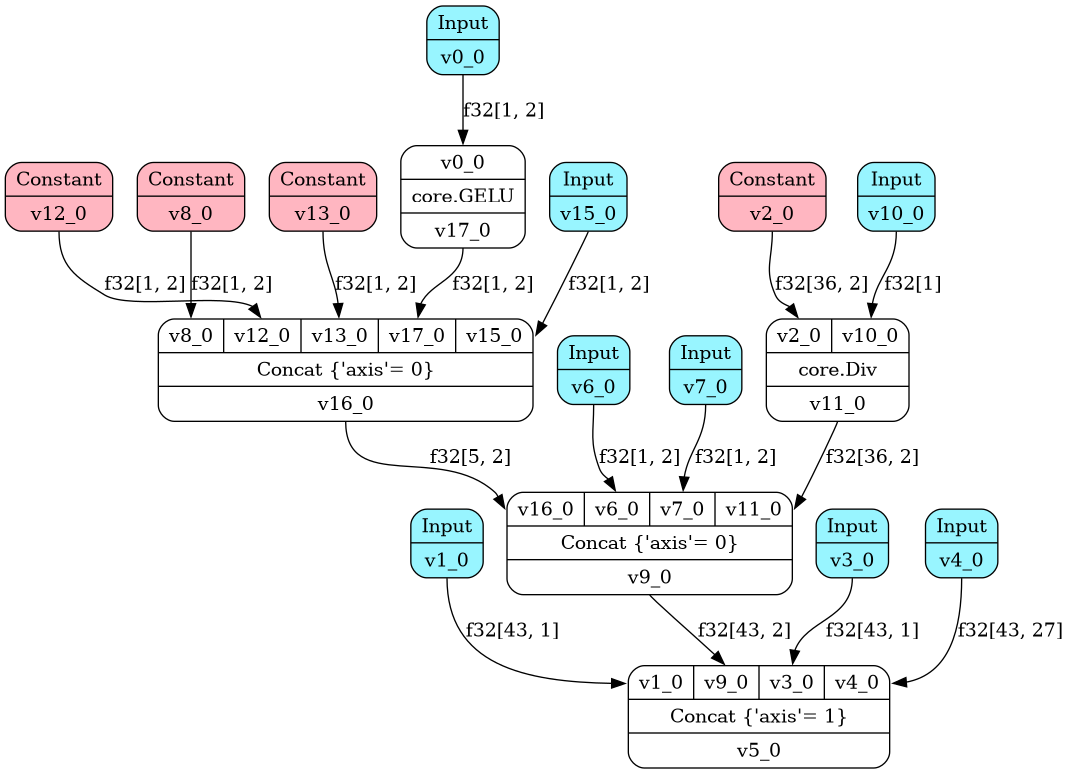 Input
v0_0
f32[1, 2]
Constant
v12_0
Constant
v8_0
Constant
v13_0
v0_0
core.GELU
v17_0
Input
v15_0
Constant
v2_0
Input
v10_0
f32[1, 2]
f32[1, 2]
f32[1, 2]
f32[1, 2]
f32[1, 2]
f32[36, 2]
f32[1]
v8_0 v12_0 v13_0 v17_0 v15_0
Concat {'axis'= 0}
v16_0
Input
v6_0
Input
v7_0
v2_0 v10_0
core.Div
v11_0
f32[5, 2]
f32[1, 2]
f32[1, 2]
f32[36, 2]
Input
v1_0
v16_0 v6_0 v7_0 v11_0
Concat {'axis'= 0}
v9_0
Input
v3_0
Input
v4_0
f32[43, 1]
f32[43, 2]
f32[43, 1]
f32[43, 27]
v1_0 v9_0 v3_0 v4_0
Concat {'axis'= 1}
v5_0